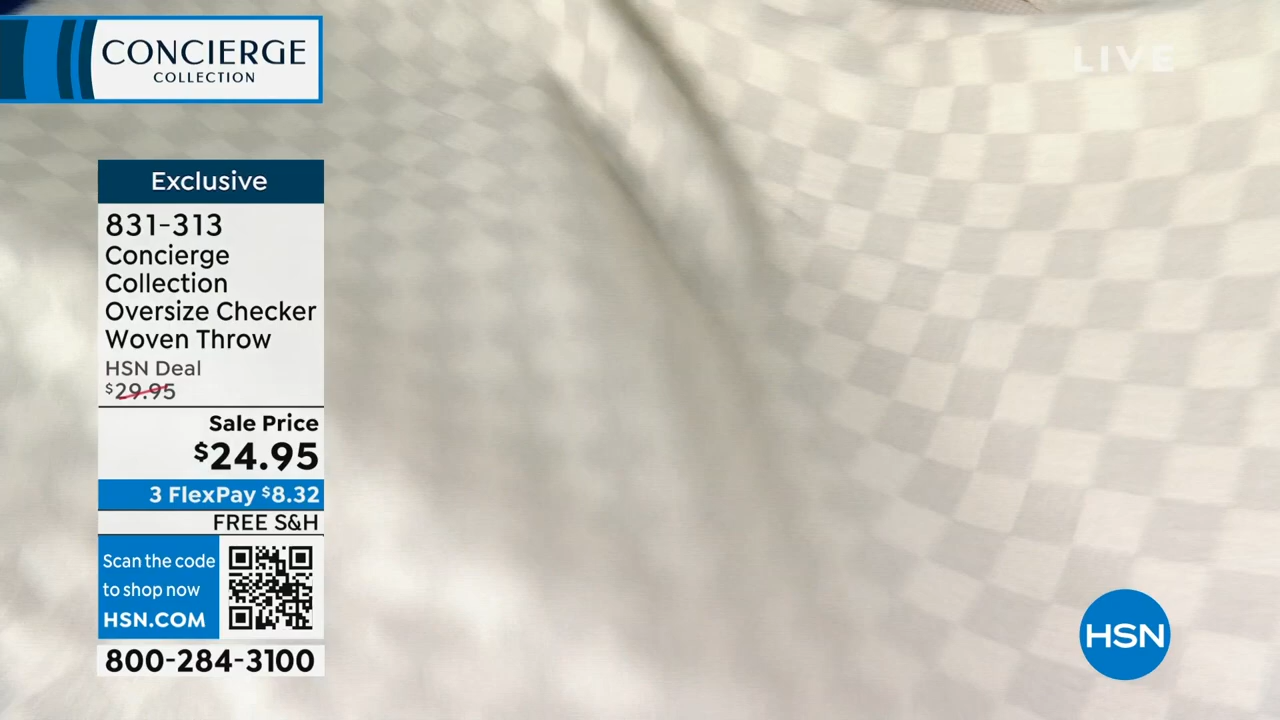 CONCIERGE
COLLECTION
LIVE
Exclusive
831-313
Concierge
Collection
Oversize Checker
Woven Throw
HSN Deal
$29.95
Sale Price
$24.95
3 FlexPay $8.32
FREE S&H
Scan the code
to shop now
HSN.COM
800-284-3100
HSN